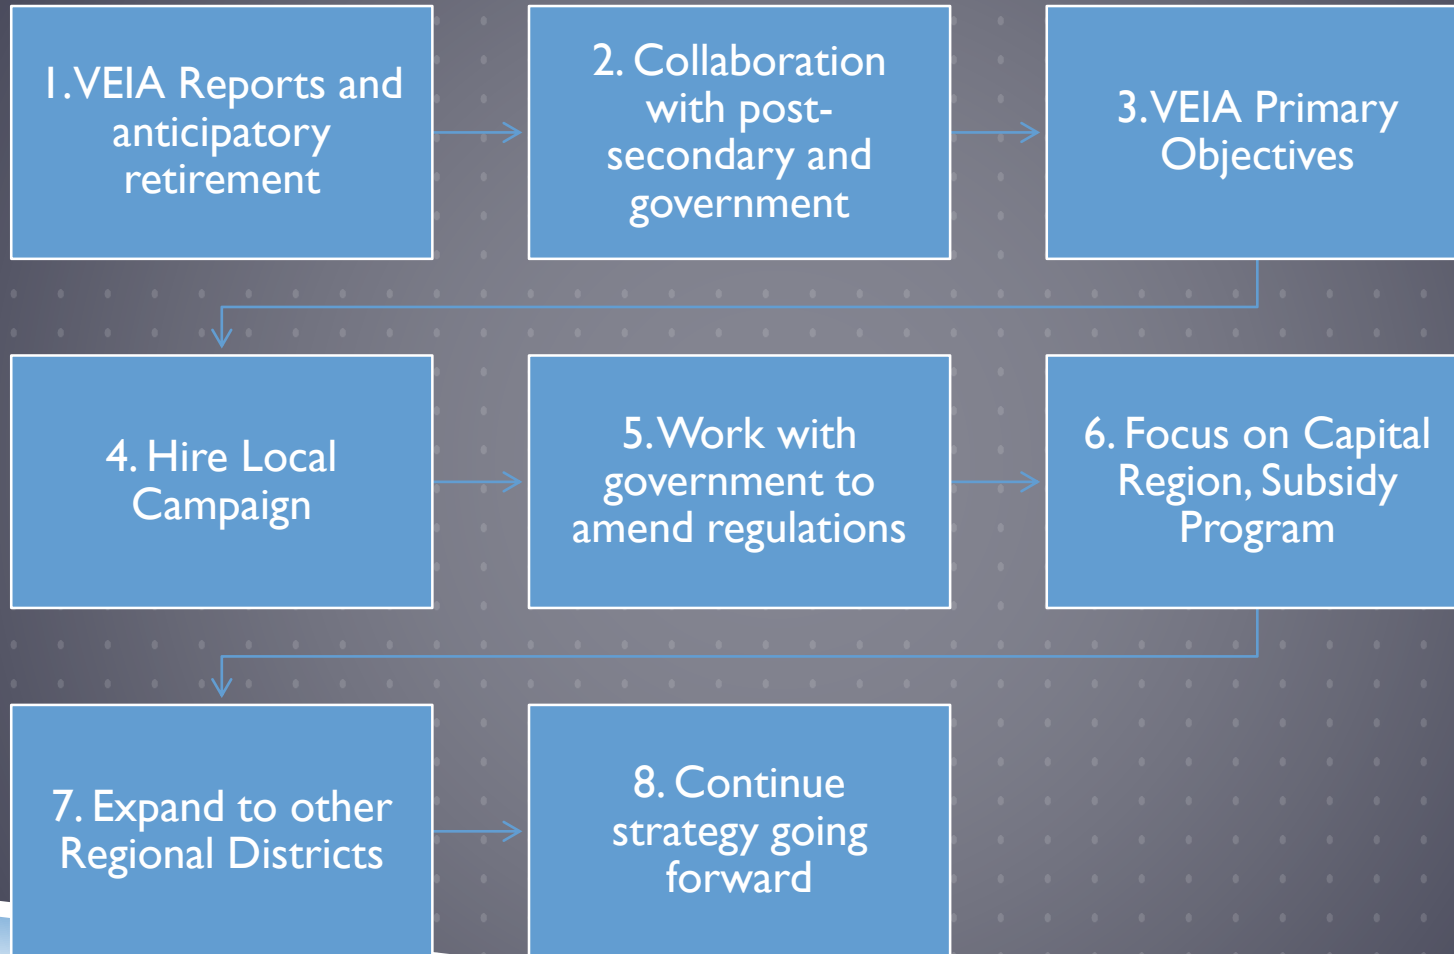 1. VEIA Reports and
anticipatory
retirement
2. Collaboration
with post-
secondary and
government
3. VEIA Primary
Objectives
4. Hire Local
Campaign
5. Work with
government to
amend regulations
6. Focus on Capital
Region, Subsidy
Program
7. Expand to other
Regional Districts
8. Continue
strategy going
forward